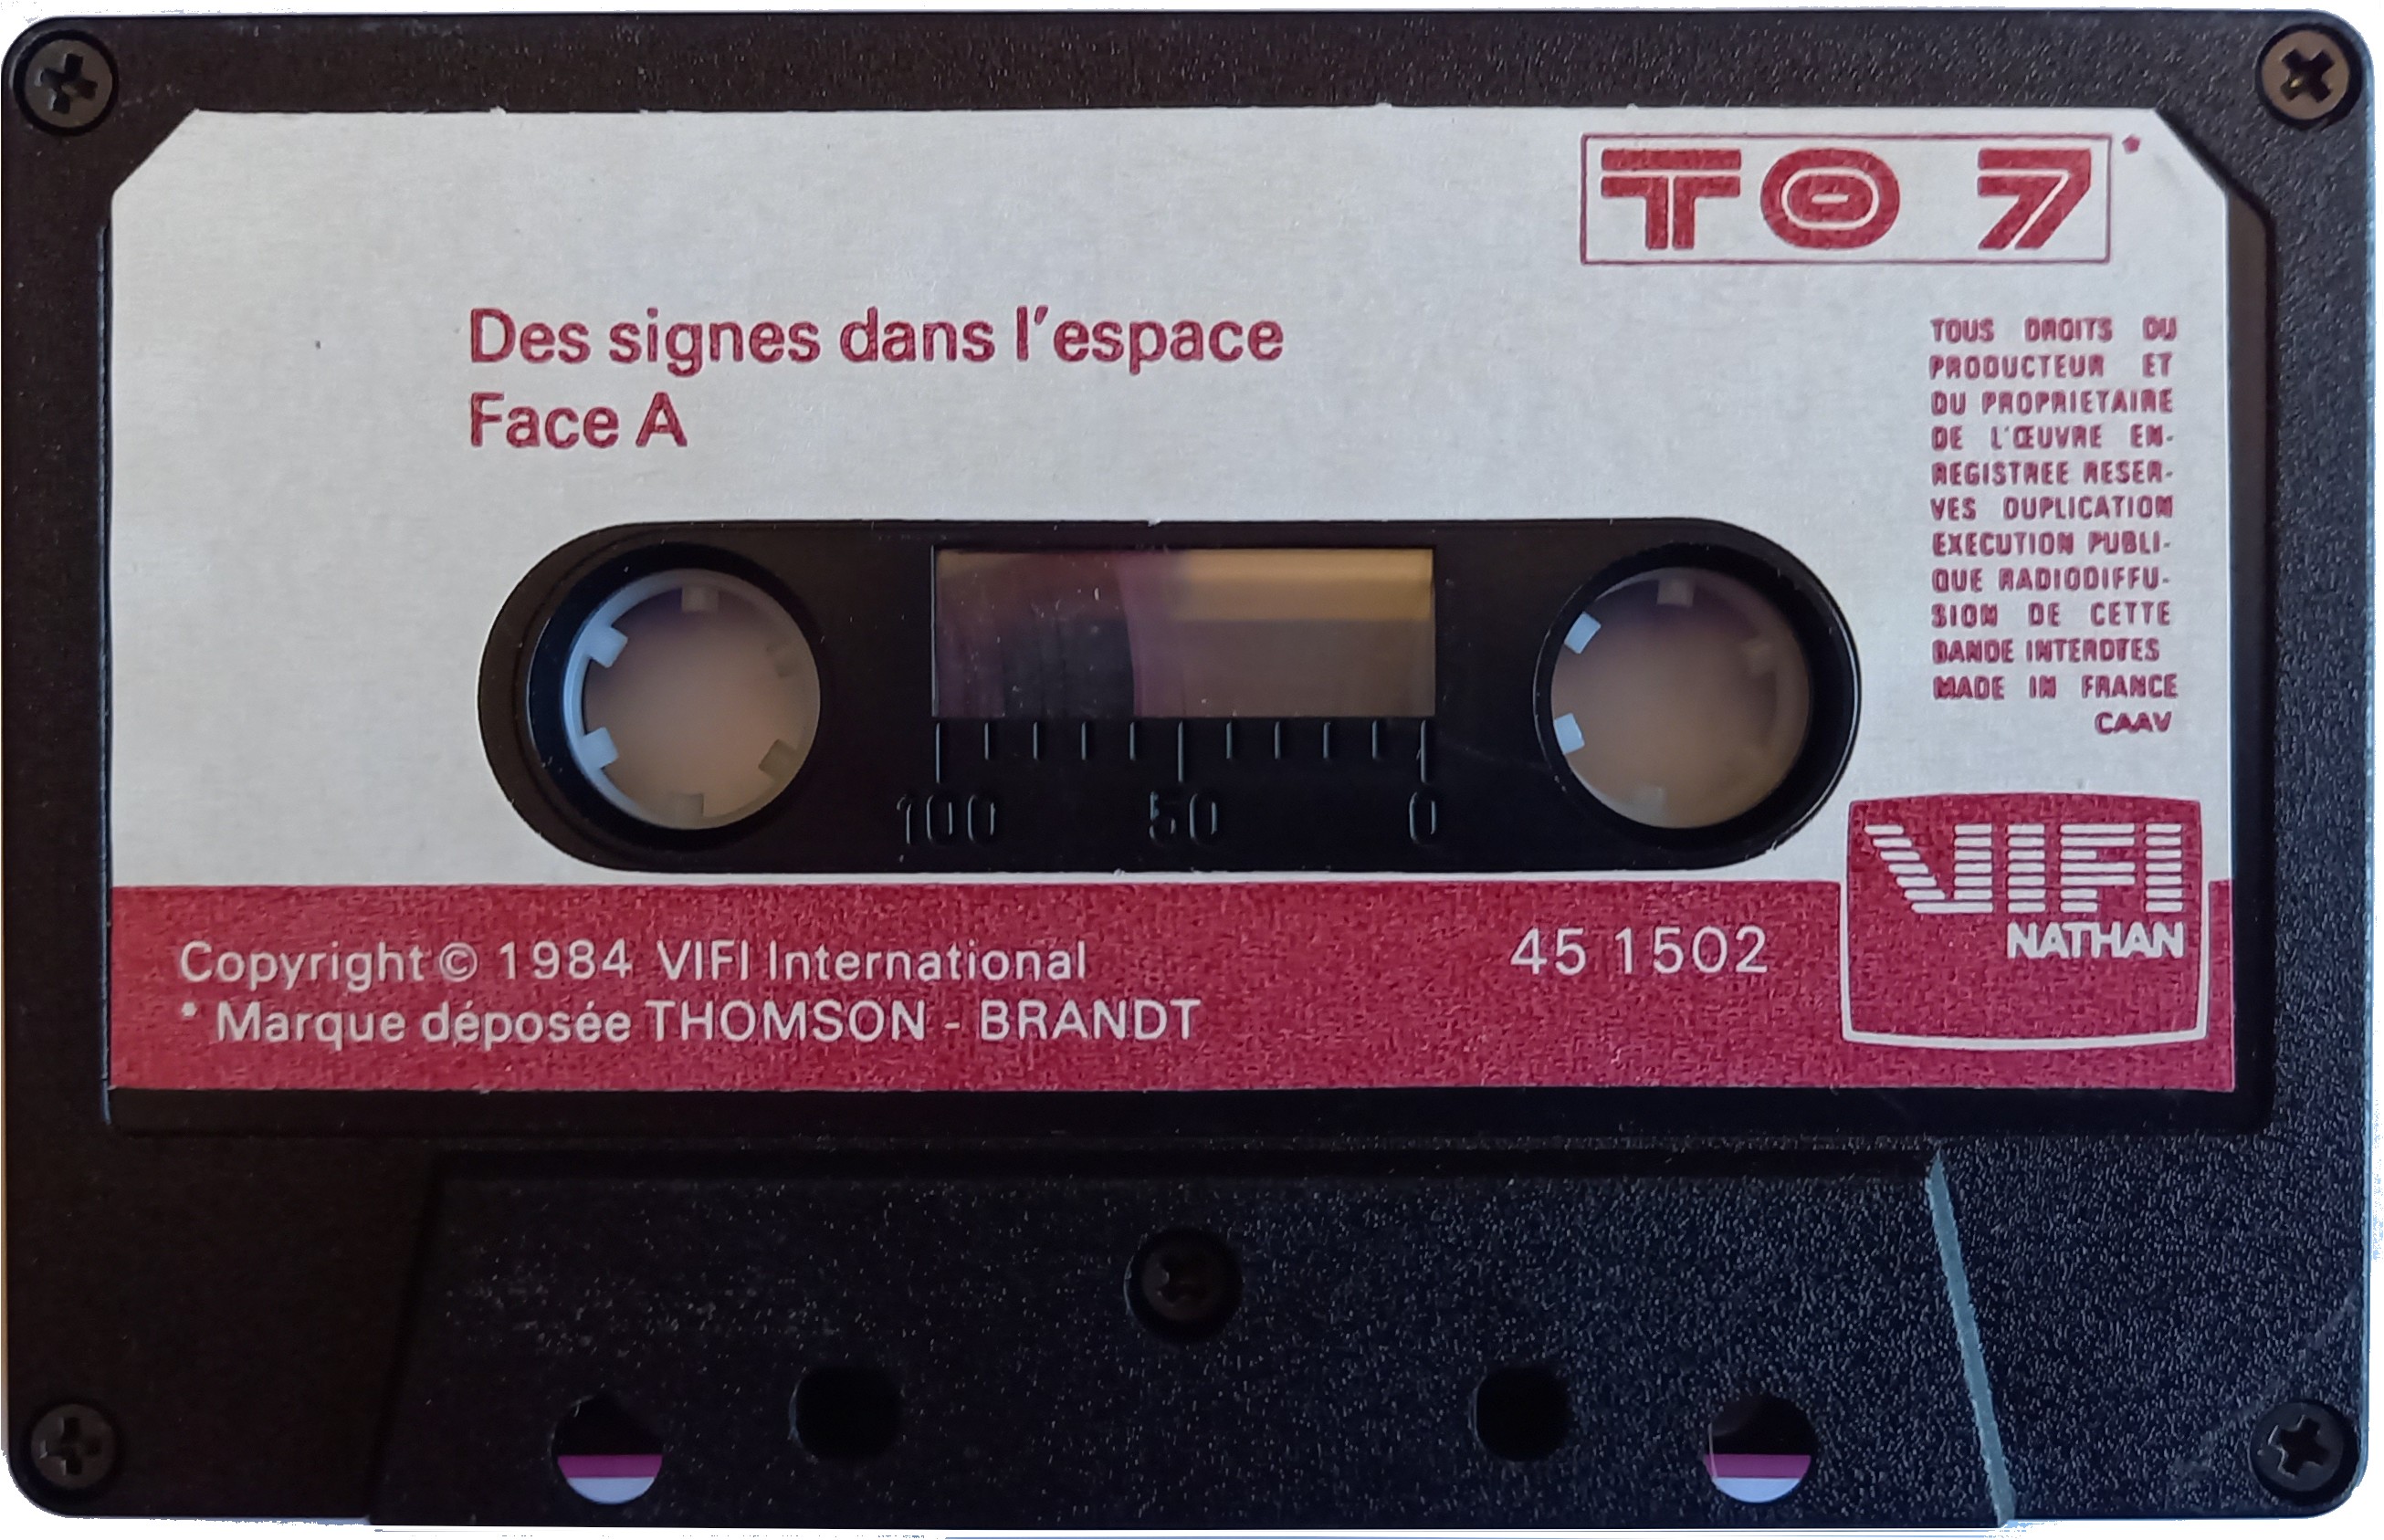 TO 7*
Des signes dans l'espace
Face A
TOUS DROITS DU
PRODUCTEUR ET
DU PROPRIETAIRE
DE L'ŒUVRE EN-
REGISTREE RESER-
VES DUPLICATION
EXECUTION PUBLI-
QUE RADIODIFFU-
SION DE CETTE
BANDE INTERDTES
MADE IN FRANCE
CAAV
100 50 0
VIFI
NATHAN
Copyright © 1984 VIFI International
45 1502
* Marque déposée THOMSON - BRANDT